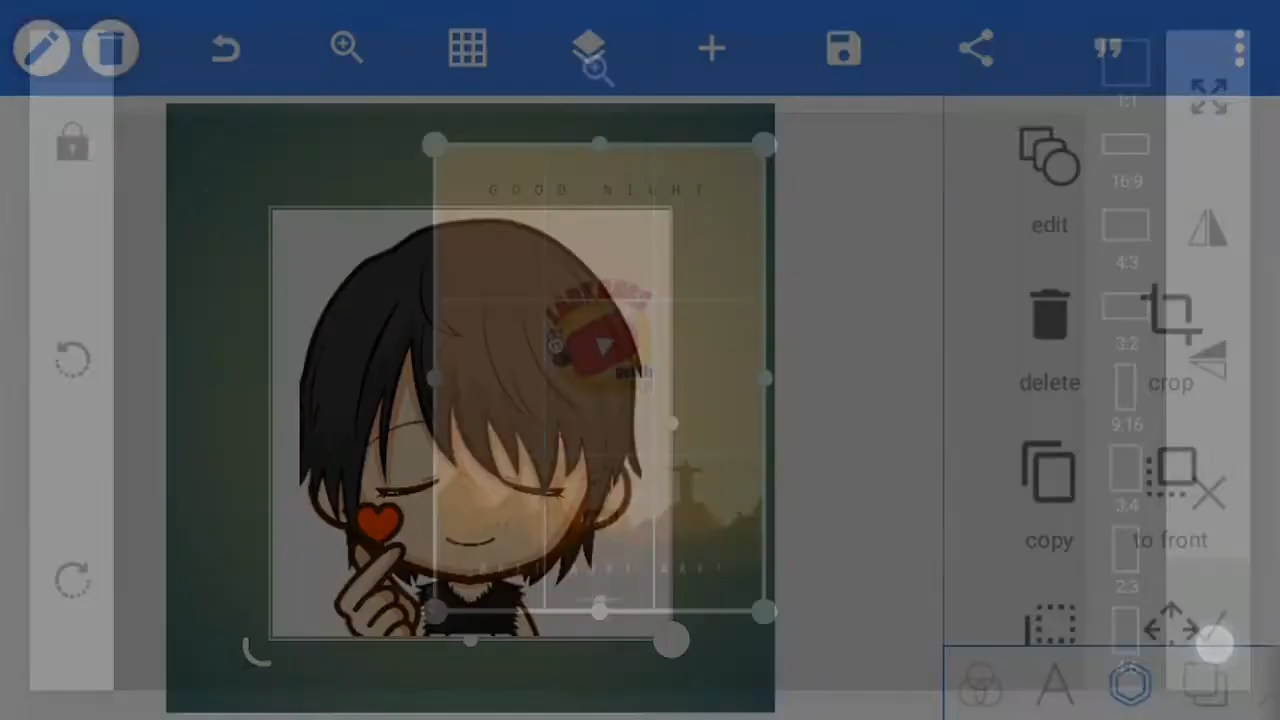 GOOD NIGHT
1:1
16:9
edit
4:3
3:2
delete
crop
9:16
3:4
copy
to front
2:3